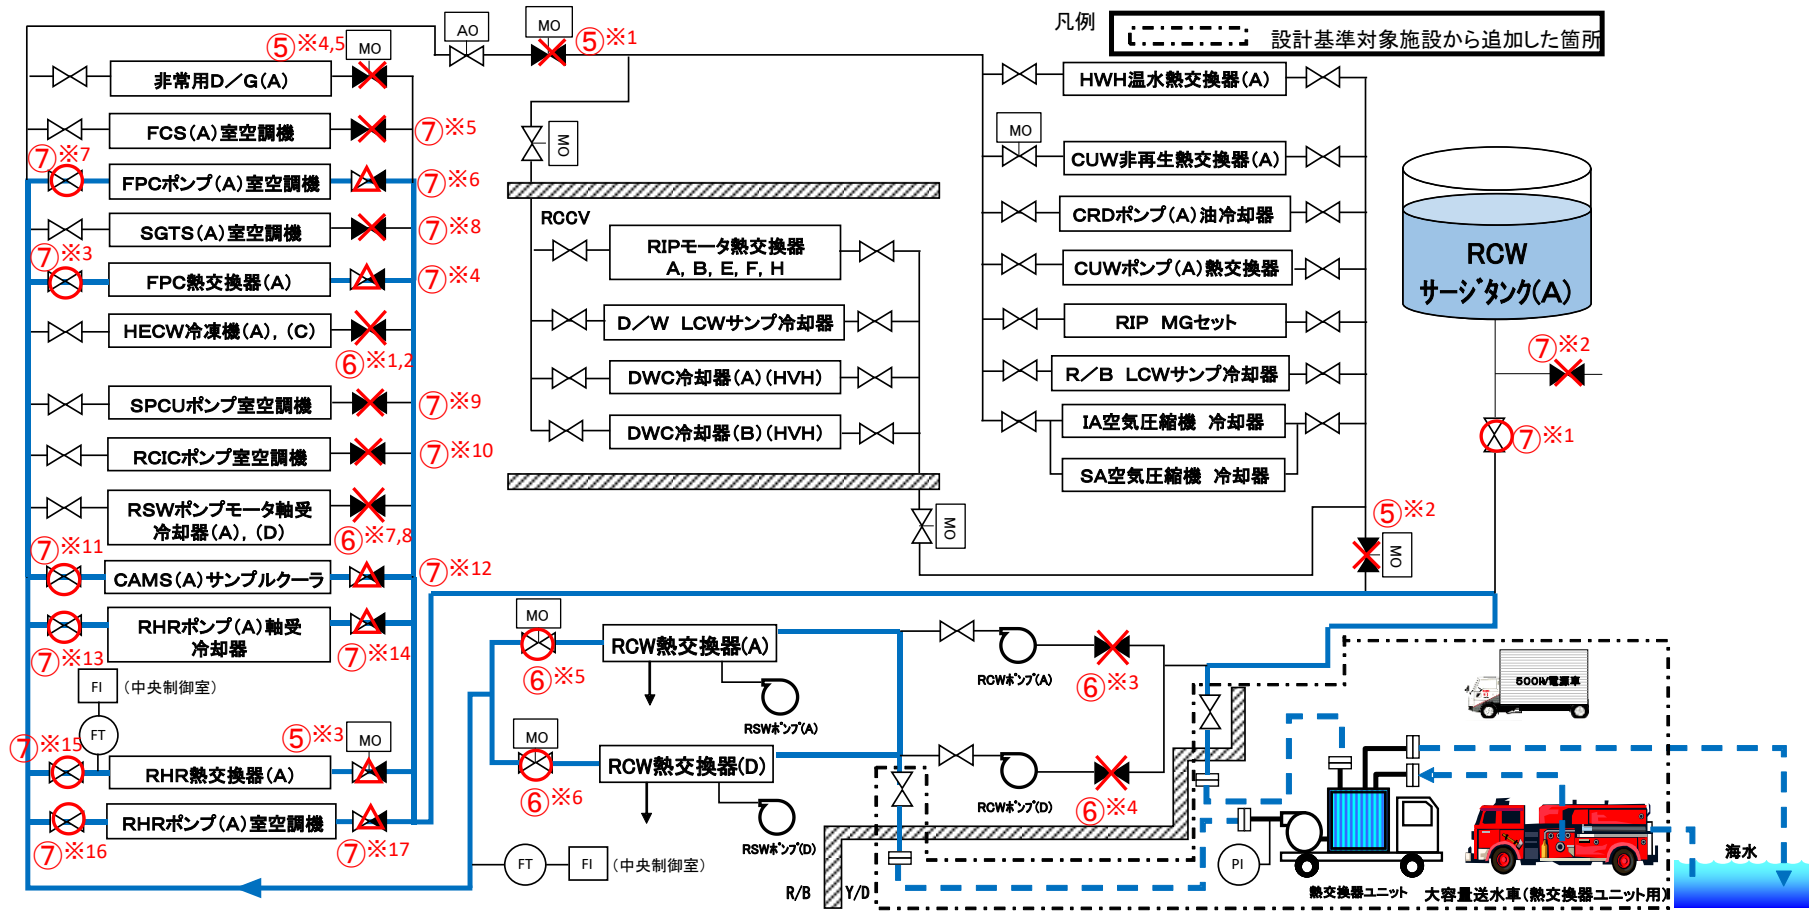 凡例
設計基準対象施設から追加した箇所
AO
MO
⑤※1
⑤※4,5
MO
非常用D/G(A)
FCS(A)室空調機
⑦※5
⑦※7
FPCポンプ(A)室空調機
⑦※6
SGTS(A)室空調機
⑦※8
⑦※3
FPC熱交換器(A)
⑦※4
HECW冷凍機(A), (C)
⑥※1,2
SPCUポンプ室空調機
⑦※9
RCICポンプ室空調機
⑦※10
RSWポンプモータ軸受
冷却器(A), (D)
⑥※7,8
⑦※11
CAMS(A)サンプルクーラ
⑦※12
RHRポンプ(A)軸受
冷却器
⑦※13
⑦※14
FI
(中央制御室)
FT
⑦※15
⑤※3
MO
RHR熱交換器(A)
RHRポンプ(A)室空調機
⑦※16
⑦※17
MO
RCCV
RIPモータ熱交換器
A, B, E, F, H
D/W LCWサンプ冷却器
DWC冷却器(A)(HVH)
DWC冷却器(B)(HVH)
MO
HWH温水熱交換器(A)
MO
CUW非再生熱交換器(A)
CRDポンプ(A)油冷却器
CUWポンプ(A)熱交換器
RIP MGセット
R/B LCWサンプ冷却器
IA空気圧縮機 冷却器
SA空気圧縮機 冷却器
⑤※2
MO
RCW
サージタンク(A)
⑦※2
⑦※1
MO
⑥※5
RCW熱交換器(A)
RSWポンプ(A)
MO
⑥※6
RCW熱交換器(D)
RSWポンプ(D)
RCWポンプ(A)
⑥※3
RCWポンプ(D)
⑥※4
FT
FI
(中央制御室)
R/B
Y/D
PI
500kV電源車
熱交換器ユニット
大容量送水車(熱交換器ユニット用)
海水